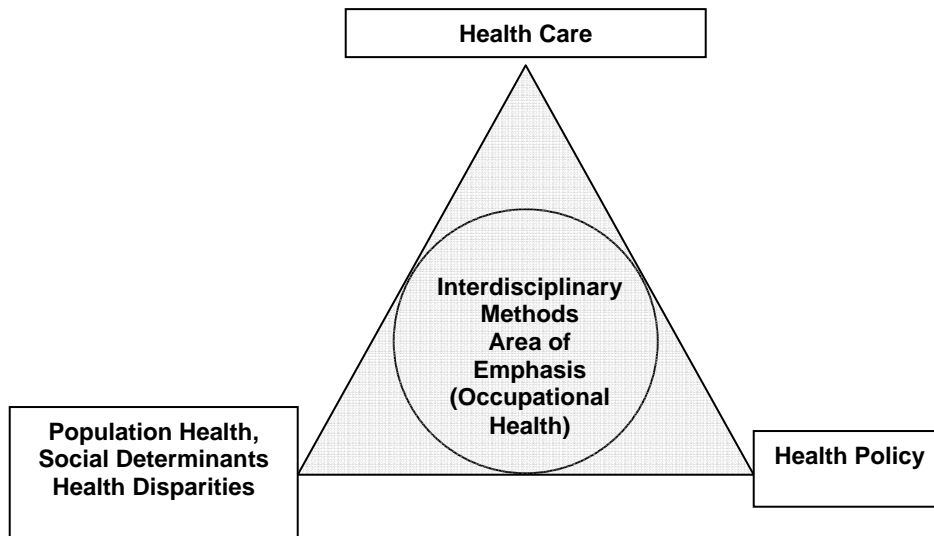 Health Care
Interdisciplinary
Methods
Area of
Emphasis
(Occupational
Health)
Population Health,
Social Determinants
Health Disparities
Health Policy